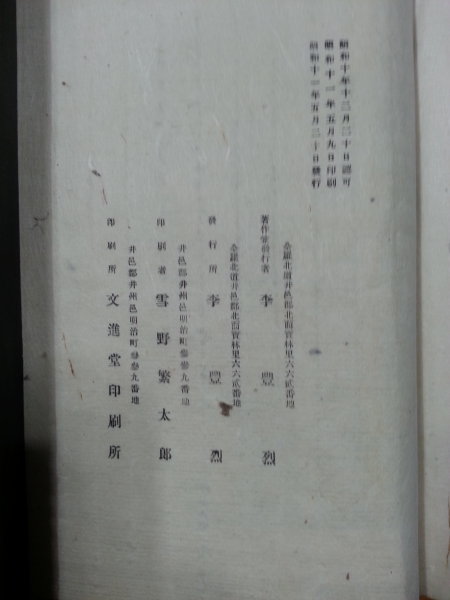 昭和十年十二月二十日認可
昭和十一年五月九日印刷
昭和十一年五月二十日發行
全羅北道井邑郡北面寶林里六六貳番地
著作兼發行者 李豊烈
全羅北道井邑郡北面寶林里六六貳番地
發行所 李豊烈
井邑郡井州邑明治町參參九番地
印刷者 雪野繁太郎
井邑郡井州邑明治町參參九番地
印刷所 文進堂印刷所